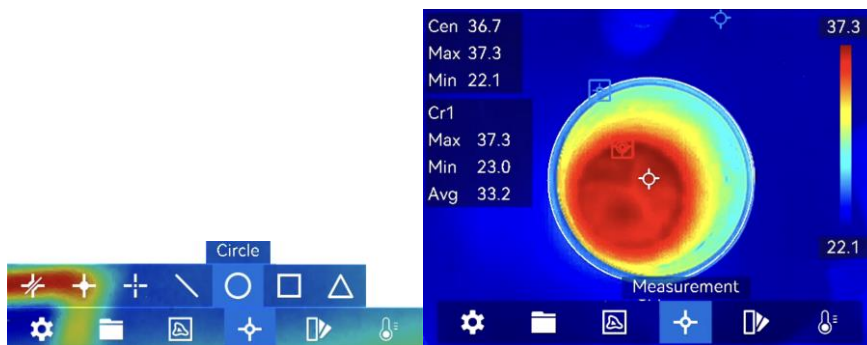 Circle
Cen 36.7
Max 37.3
Min 22.1
Cr1
Max 37.3
Min 23.0
Avg 33.2
37.3
22.1
Measurement